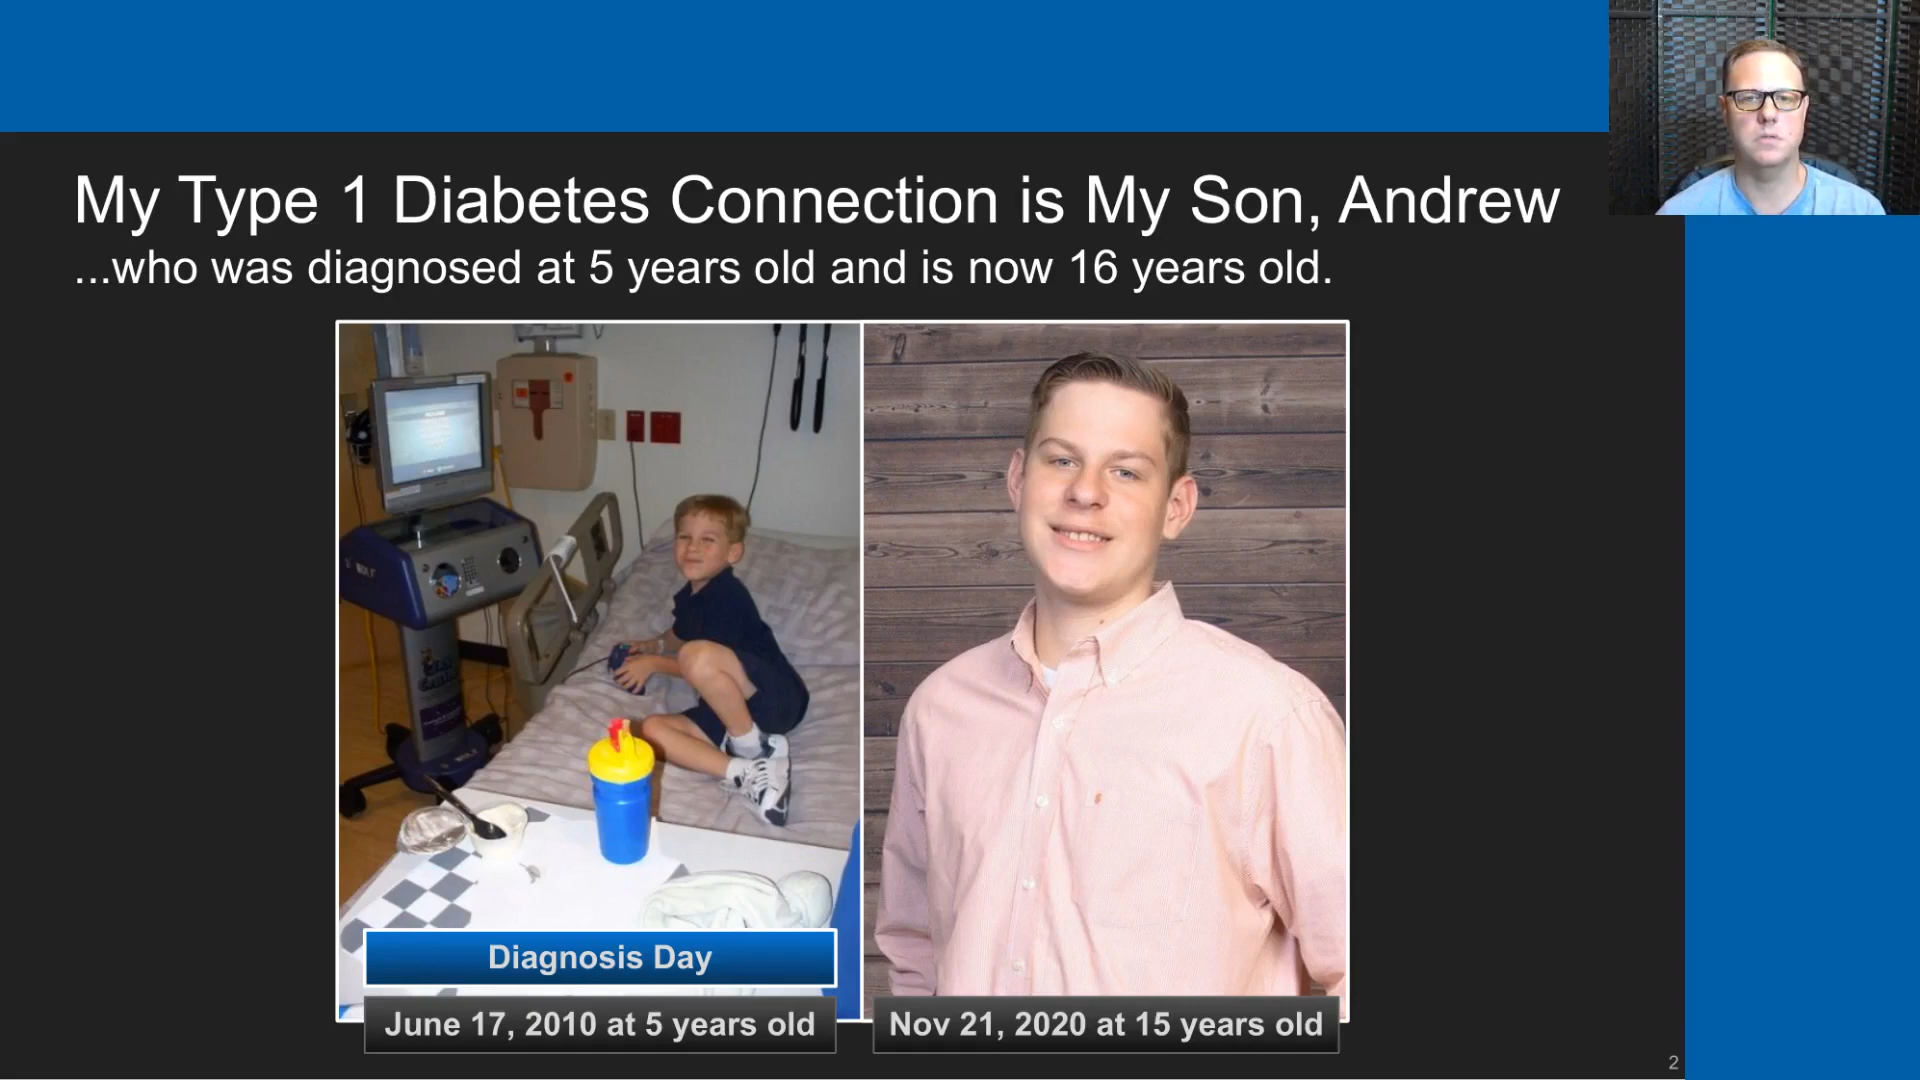 My Type 1 Diabetes Connection is My Son, Andrew
...who was diagnosed at 5 years old and is now 16 years old.
Diagnosis Day
June 17, 2010 at 5 years old
Nov 21, 2020 at 15 years old
2